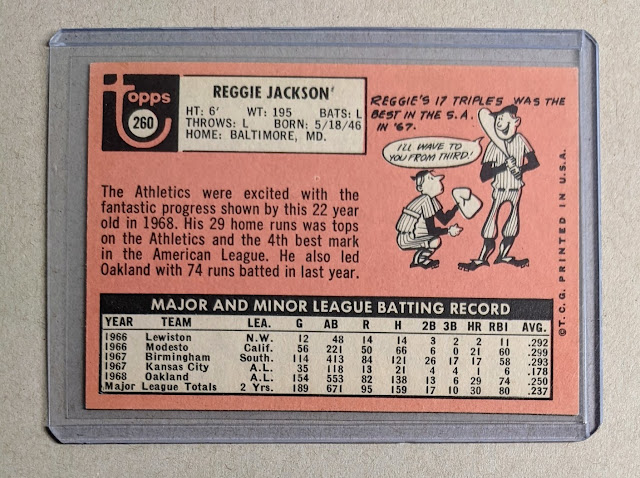 Topps
260
REGGIE JACKSON
HT: 6' WT: 195 BATS: L
THROWS: L BORN: 5/18/46
HOME: BALTIMORE, MD.
REGGIE'S 17 TRIPLES WAS THE
BEST IN THE S.A.
IN '67.
I'LL WAVE TO
YOU FROM THIRD!
The Athletics were excited with the
fantastic progress shown by this 22 year
old in 1968. His 29 home runs was tops
on the Athletics and the 4th best mark
in the American League. He also led
Oakland with 74 runs batted in last year.
©T.C.G. PRINTED IN U.S.A.
MAJOR AND MINOR LEAGUE BATTING RECORD
YEAR TEAM LEA. G AB R H 2B 3B HR RBI AVG.
1966 Lewiston N.W. 12 48 14 14 3 2 2 11 .292
1966 Modesto Calif. 56 221 50 66 6 0 21 60 .299
1967 Birmingham South. 114 413 84 121 26 17 17 58 .293
1967 Kansas City A.L. 35 118 13 21 4 4 1 6 .178
1968 Oakland A.L. 154 553 82 138 13 6 29 74 .250
Major League Totals 2 Yrs. 189 671 95 159 17 10 30 80 .237